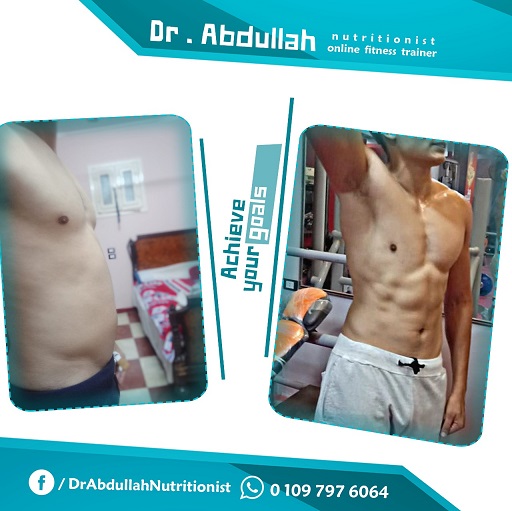 Dr . Abdullah
nutritionist
online fitness trainer
Achieve
your goals
/DrAbdullahNutritionist
0 109 797 6064